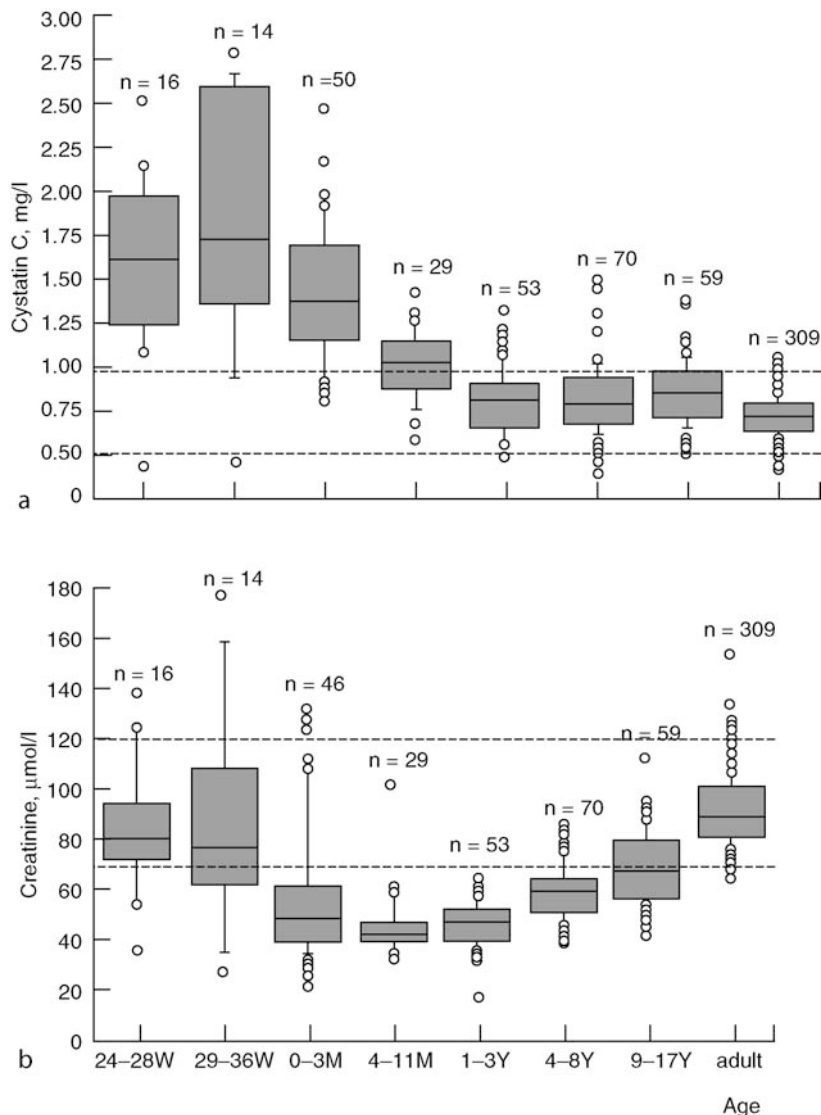 3.00
2.75
2.50
2.25
2.00
1.75
1.50
1.25
1.00
0.75
0.50
0
Cystatin C, mg/l
n = 16
n = 14
n =50
n = 29
n = 53
n = 70
n = 59
n = 309
a
180
160
140
120
100
80
60
40
20
0
Creatinine, μmol/l
n = 16
n = 14
n = 46
n = 29
n = 53
n = 70
n = 59
n = 309
b
24–28W 29–36W 0–3M 4–11M 1–3Y 4–8Y 9–17Y adult
Age